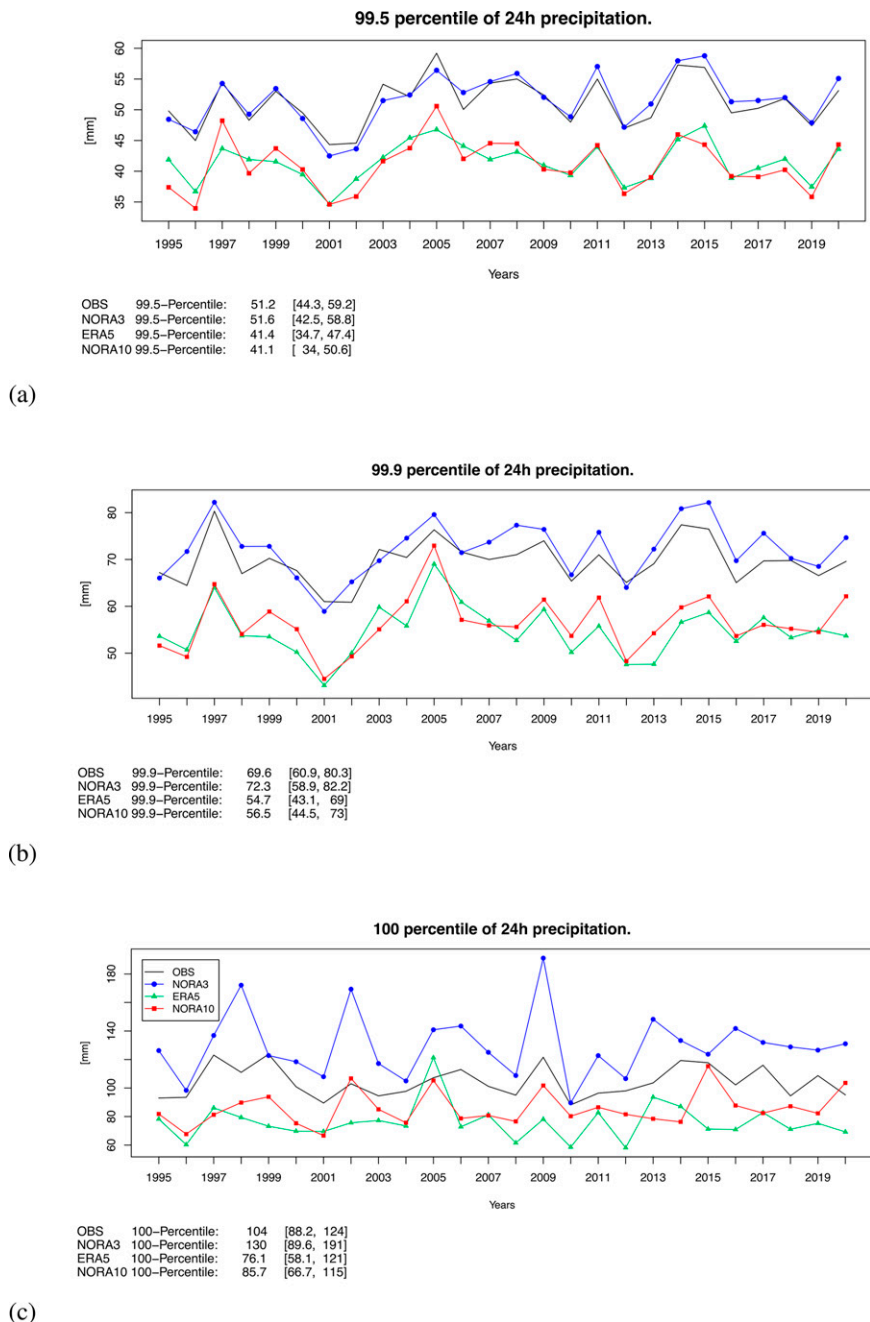 99.5 percentile of 24h precipitation.
60
55
50
45
40
35
[mm]
1995 1997 1999 2001 2003 2005 2007 2009 2011 2013 2015 2017 2019
Years
OBS 99.5−Percentile: 51.2 [44.3, 59.2]
NORA3 99.5−Percentile: 51.6 [42.5, 58.8]
ERA5 99.5−Percentile: 41.4 [34.7, 47.4]
NORA10 99.5−Percentile: 41.1 [ 34, 50.6]
(a)
99.9 percentile of 24h precipitation.
80
70
60
50
[mm]
1995 1997 1999 2001 2003 2005 2007 2009 2011 2013 2015 2017 2019
Years
OBS 99.9−Percentile: 69.6 [60.9, 80.3]
NORA3 99.9−Percentile: 72.3 [58.9, 82.2]
ERA5 99.9−Percentile: 54.7 [43.1, 69]
NORA10 99.9−Percentile: 56.5 [44.5, 73]
(b)
100 percentile of 24h precipitation.
OBS
NORA3
ERA5
NORA10
180
140
100
80
60
[mm]
1995 1997 1999 2001 2003 2005 2007 2009 2011 2013 2015 2017 2019
Years
OBS 100−Percentile: 104 [88.2, 124]
NORA3 100−Percentile: 130 [89.6, 191]
ERA5 100−Percentile: 76.1 [58.1, 121]
NORA10 100−Percentile: 85.7 [66.7, 115]
(c)